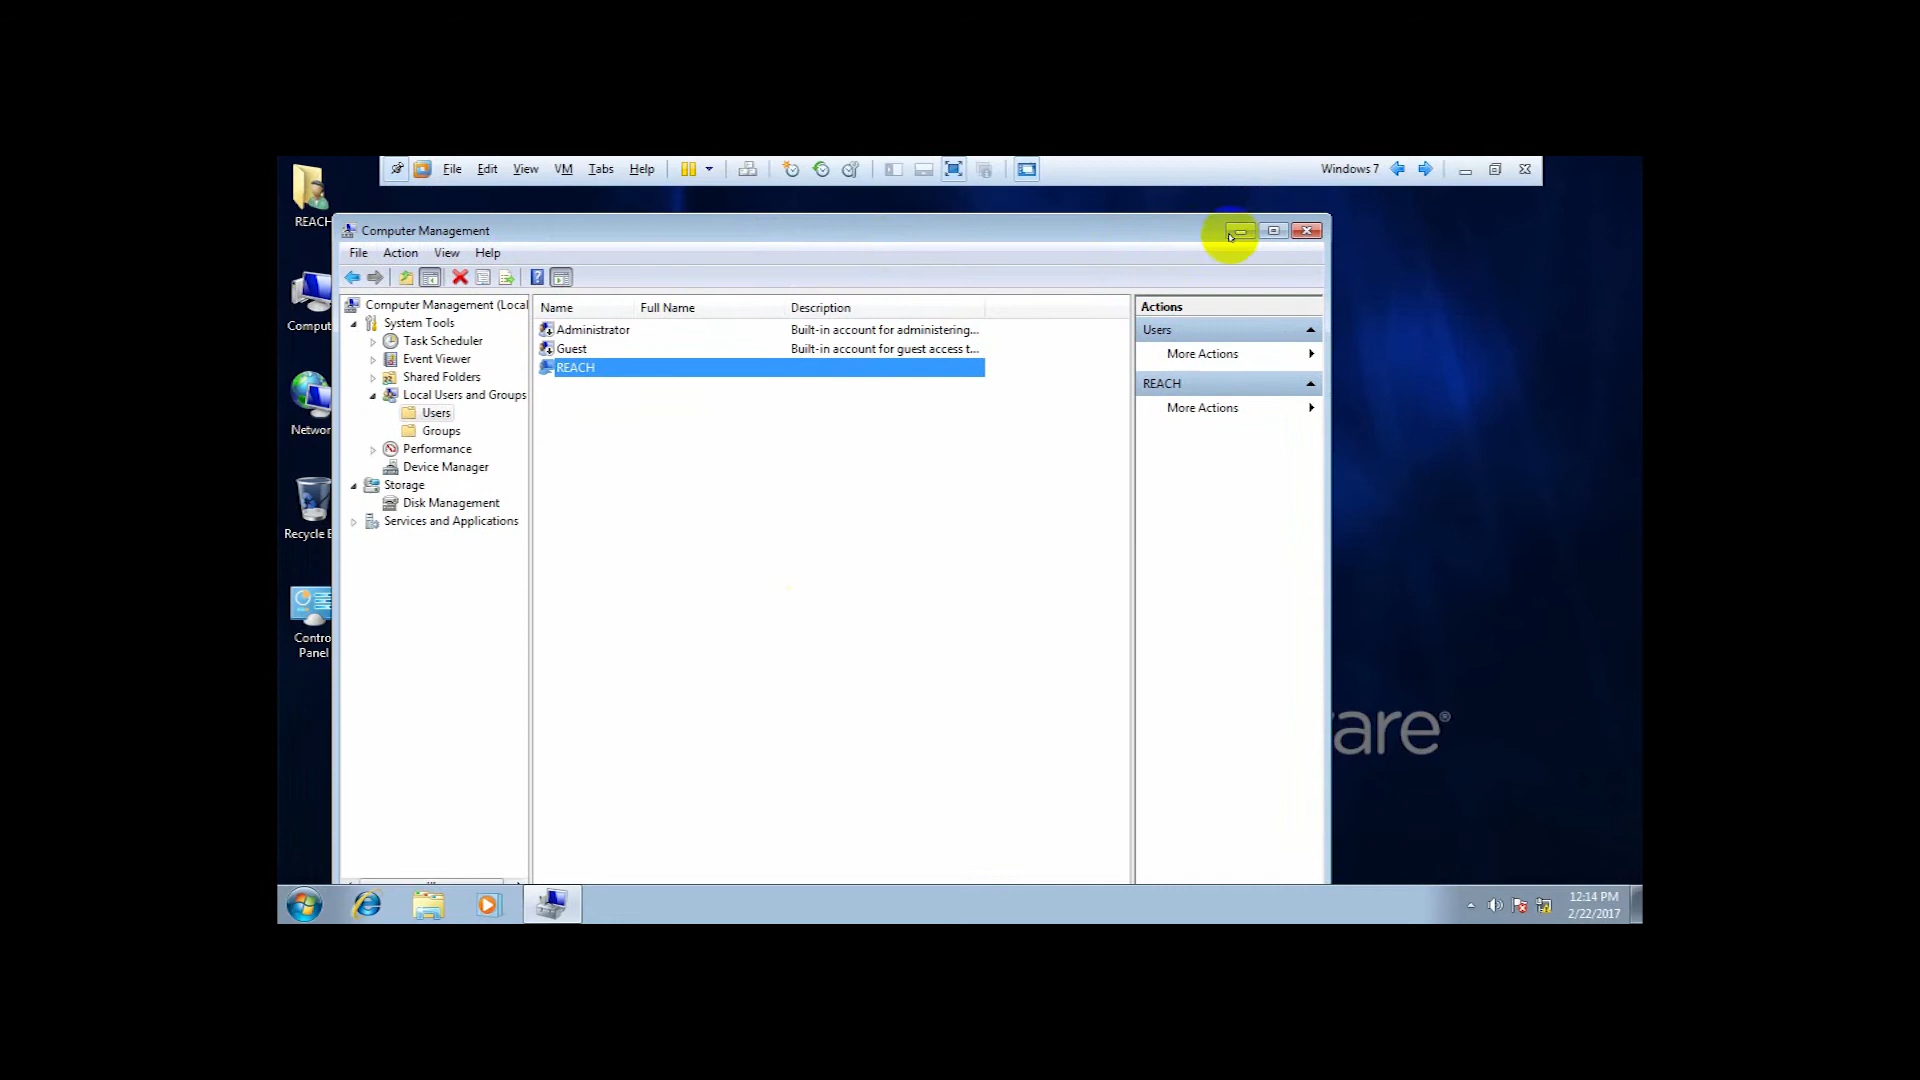 File Edit View VM Tabs Help
Windows 7
REACH
Computer Management
File Action View Help
Computer Management (Local
System Tools
Task Scheduler
Event Viewer
Shared Folders
Local Users and Groups
Users
Groups
Performance
Device Manager
Storage
Disk Management
Services and Applications
Name Full Name Description
Administrator Built-in account for administering...
Guest Built-in account for guest access t...
REACH
Actions
Users
More Actions
REACH
More Actions
Comput
Networ
Recycle
Contro
Panel
are®
12:14 PM
2/22/2017